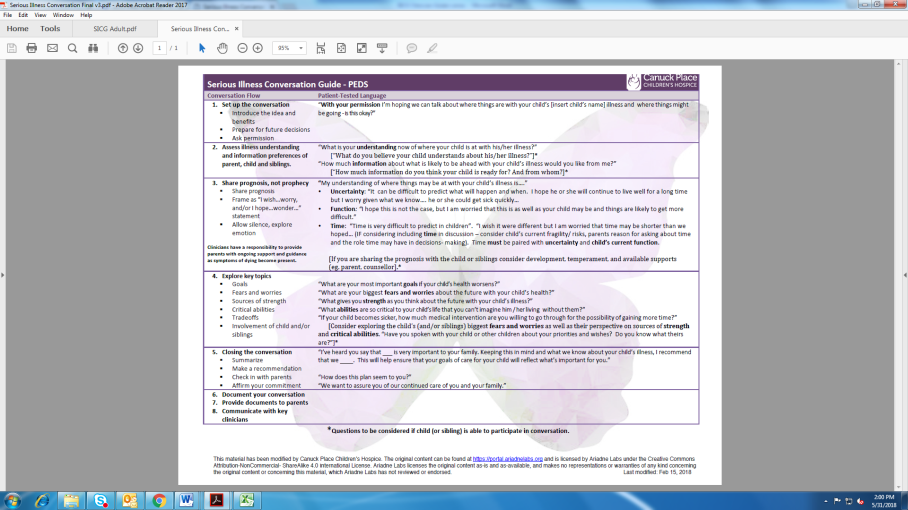 Serious Illness Conversation Final v3.pdf - Adobe Acrobat Reader 2017
File Edit View Window Help
Home Tools SICG Adult.pdf Serious Illness Con... ×
1 / 1 95%
Serious Illness Conversation Guide - PEDS
Canuck Place
CHILDREN'S HOSPICE
Conversation Flow Patient-Tested Language
1. Set up the conversation
• Introduce the idea and
benefits
• Prepare for future decisions
• Ask permission
"With your permission I'm hoping we can talk about where things are with your child's [insert child's name] illness and where things might
be going - is this okay?"
2. Assess illness understanding
and information preferences of
parent, child and siblings.
"What is your understanding now of where your child is at with his/her illness?"
["What do you believe your child understands about his/her illness?"]*
"How much information about what is likely to be ahead with your child's illness would you like from me?"
["How much information do you think your child is ready for? And from whom?]*
3. Share prognosis, not prophecy
• Share prognosis
• Frame as "I wish...worry,
and/or I hope...wonder..."
statement
• Allow silence, explore
emotion
Clinicians have a responsibility to provide
parents with ongoing support and guidance
as symptoms of dying become present.
"My understanding of where things may be at with your child's illness is...."
• Uncertainty: "It can be difficult to predict what will happen and when. I hope he or she will continue to live well for a long time
but I worry given what we know.... he or she could get sick quickly...
• Function: "I hope this is not the case, but I am worried that this is as well as your child may be and things are likely to get more
difficult."
• Time: "Time is very difficult to predict in children". "I wish it were different but I am worried that time may be shorter than we
hoped... (IF considering including time in discussion – consider child's current fragility/ risks, parents reason for asking about time
and the role time may have in decisions- making). Time must be paired with uncertainty and child's current function.
[If you are sharing the prognosis with the child or siblings consider development, temperament, and available supports
(eg. parent, counsellor].*
4. Explore key topics
• Goals
• Fears and worries
• Sources of strength
• Critical abilities
• Tradeoffs
• Involvement of child and/or
siblings
"What are your most important goals if your child's health worsens?"
"What are your biggest fears and worries about the future with your child's health?"
"What gives you strength as you think about the future with your child's illness?"
"What abilities are so critical to your child's life that you can't imagine him/her living without them?"
"If your child becomes sicker, how much medical intervention are you willing to go through for the possibility of gaining more time?"
[Consider exploring the child's (and/or siblings) biggest fears and worries as well as their perspective on sources of strength
and critical abilities. "Have you spoken with your child or other children about your priorities and wishes? Do you know what theirs
are?"]*
5. Closing the conversation
• Summarize
• Make a recommendation
• Check in with parents
• Affirm your commitment
"I've heard you say that ___ is very important to your family. Keeping this in mind and what we know about your child's illness, I recommend
that we ____. This will help ensure that your goals of care for your child will reflect what's important for you."
"How does this plan seem to you?"
"We want to assure you of our continued care of you and your family."
6. Document your conversation
7. Provide documents to parents
8. Communicate with key
clinicians
*Questions to be considered if child (or sibling) is able to participate in conversation.
This material has been modified by Canuck Place Children's Hospice. The original content can be found at https://portal.ariadnelabs.org and is licensed by Ariadne Labs under the Creative Commons
Attribution-NonCommercial- ShareAlike 4.0 International License. Ariadne Labs licenses the original content as-is and as-available, and makes no representations or warranties of any kind concerning
the original content or concerning this material, which Ariadne Labs has not reviewed or endorsed. Last modified: Feb 15, 2018
2:00 PM
5/31/2018